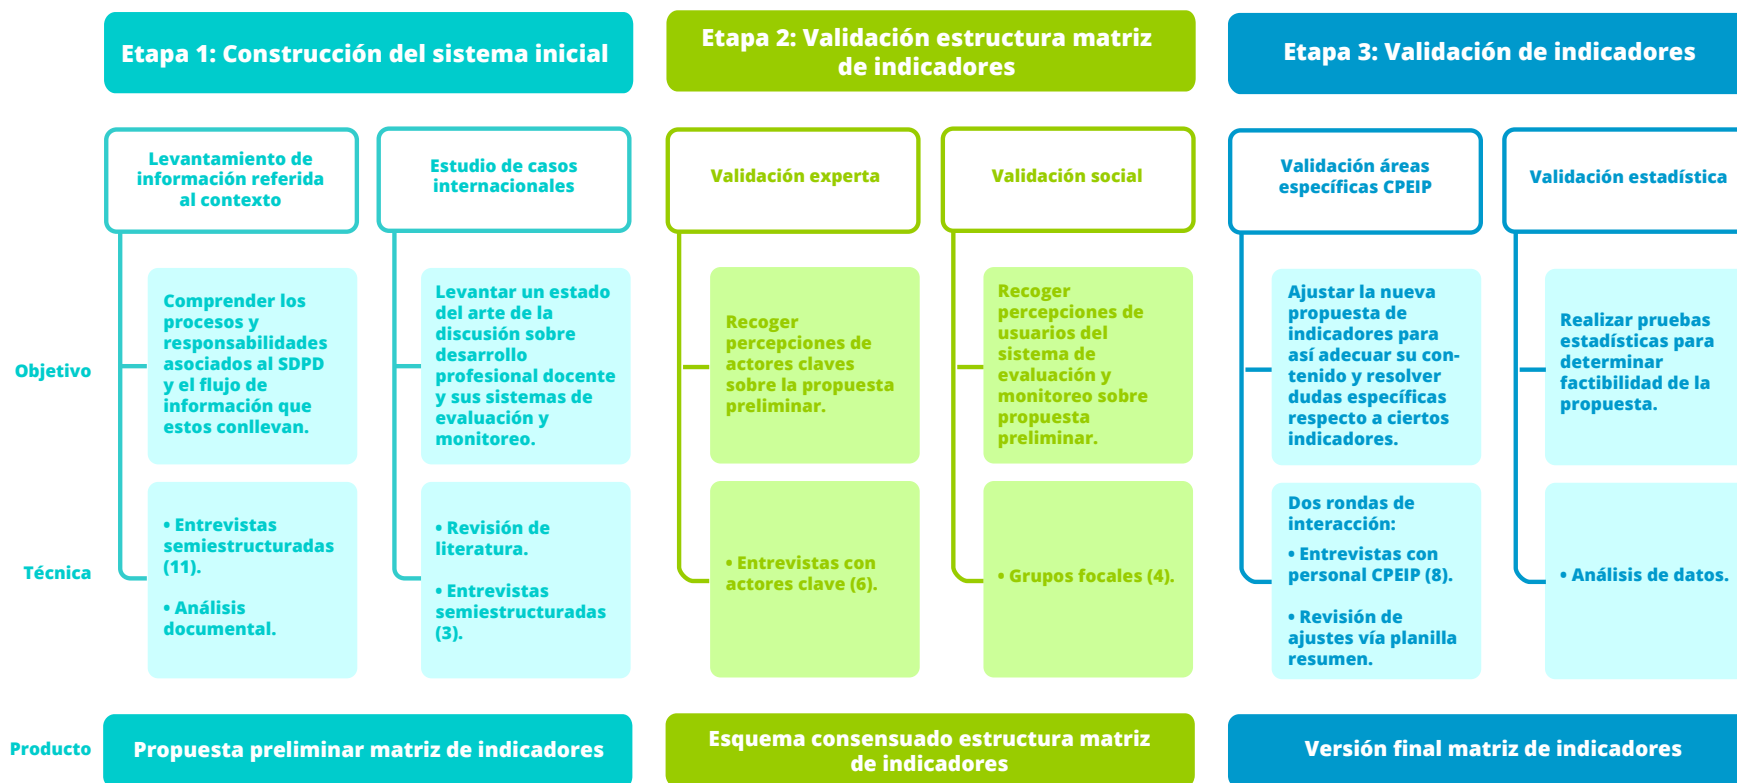 Etapa 1: Construcción del sistema inicial
Etapa 2: Validación estructura matriz
de indicadores
Etapa 3: Validación de indicadores
Levantamiento de
información referida
al contexto
Estudio de casos
internacionales
Validación experta
Validación social
Validación áreas
específicas CPEIP
Validación estadística
Objetivo
Comprender los
procesos y
responsabilidades
asociados al SDPD
y el flujo de
información que
estos conllevan.
Levantar un estado
del arte de la
discusión sobre
desarrollo
profesional docente
y sus sistemas de
evaluación y
monitoreo.
Recoger
percepciones de
actores claves
sobre la propuesta
preliminar.
Recoger
percepciones de
usuarios del
sistema de
evaluación y
monitoreo sobre
propuesta
preliminar.
Ajustar la nueva
propuesta de
indicadores para
así adecuar su con-
tenido y resolver
dudas específicas
respecto a ciertos
indicadores.
Realizar pruebas
estadísticas para
determinar
factibilidad de la
propuesta.
Técnica
• Entrevistas
semiestructuradas
(11).
• Análisis
documental.
• Revisión de
literatura.
• Entrevistas
semiestructuradas
(3).
• Entrevistas con
actores clave (6).
• Grupos focales (4).
Dos rondas de
interacción:
• Entrevistas con
personal CPEIP (8).
• Revisión de
ajustes vía planilla
resumen.
• Análisis de datos.
Producto
Propuesta preliminar matriz de indicadores
Esquema consensuado estructura matriz
de indicadores
Versión final matriz de indicadores